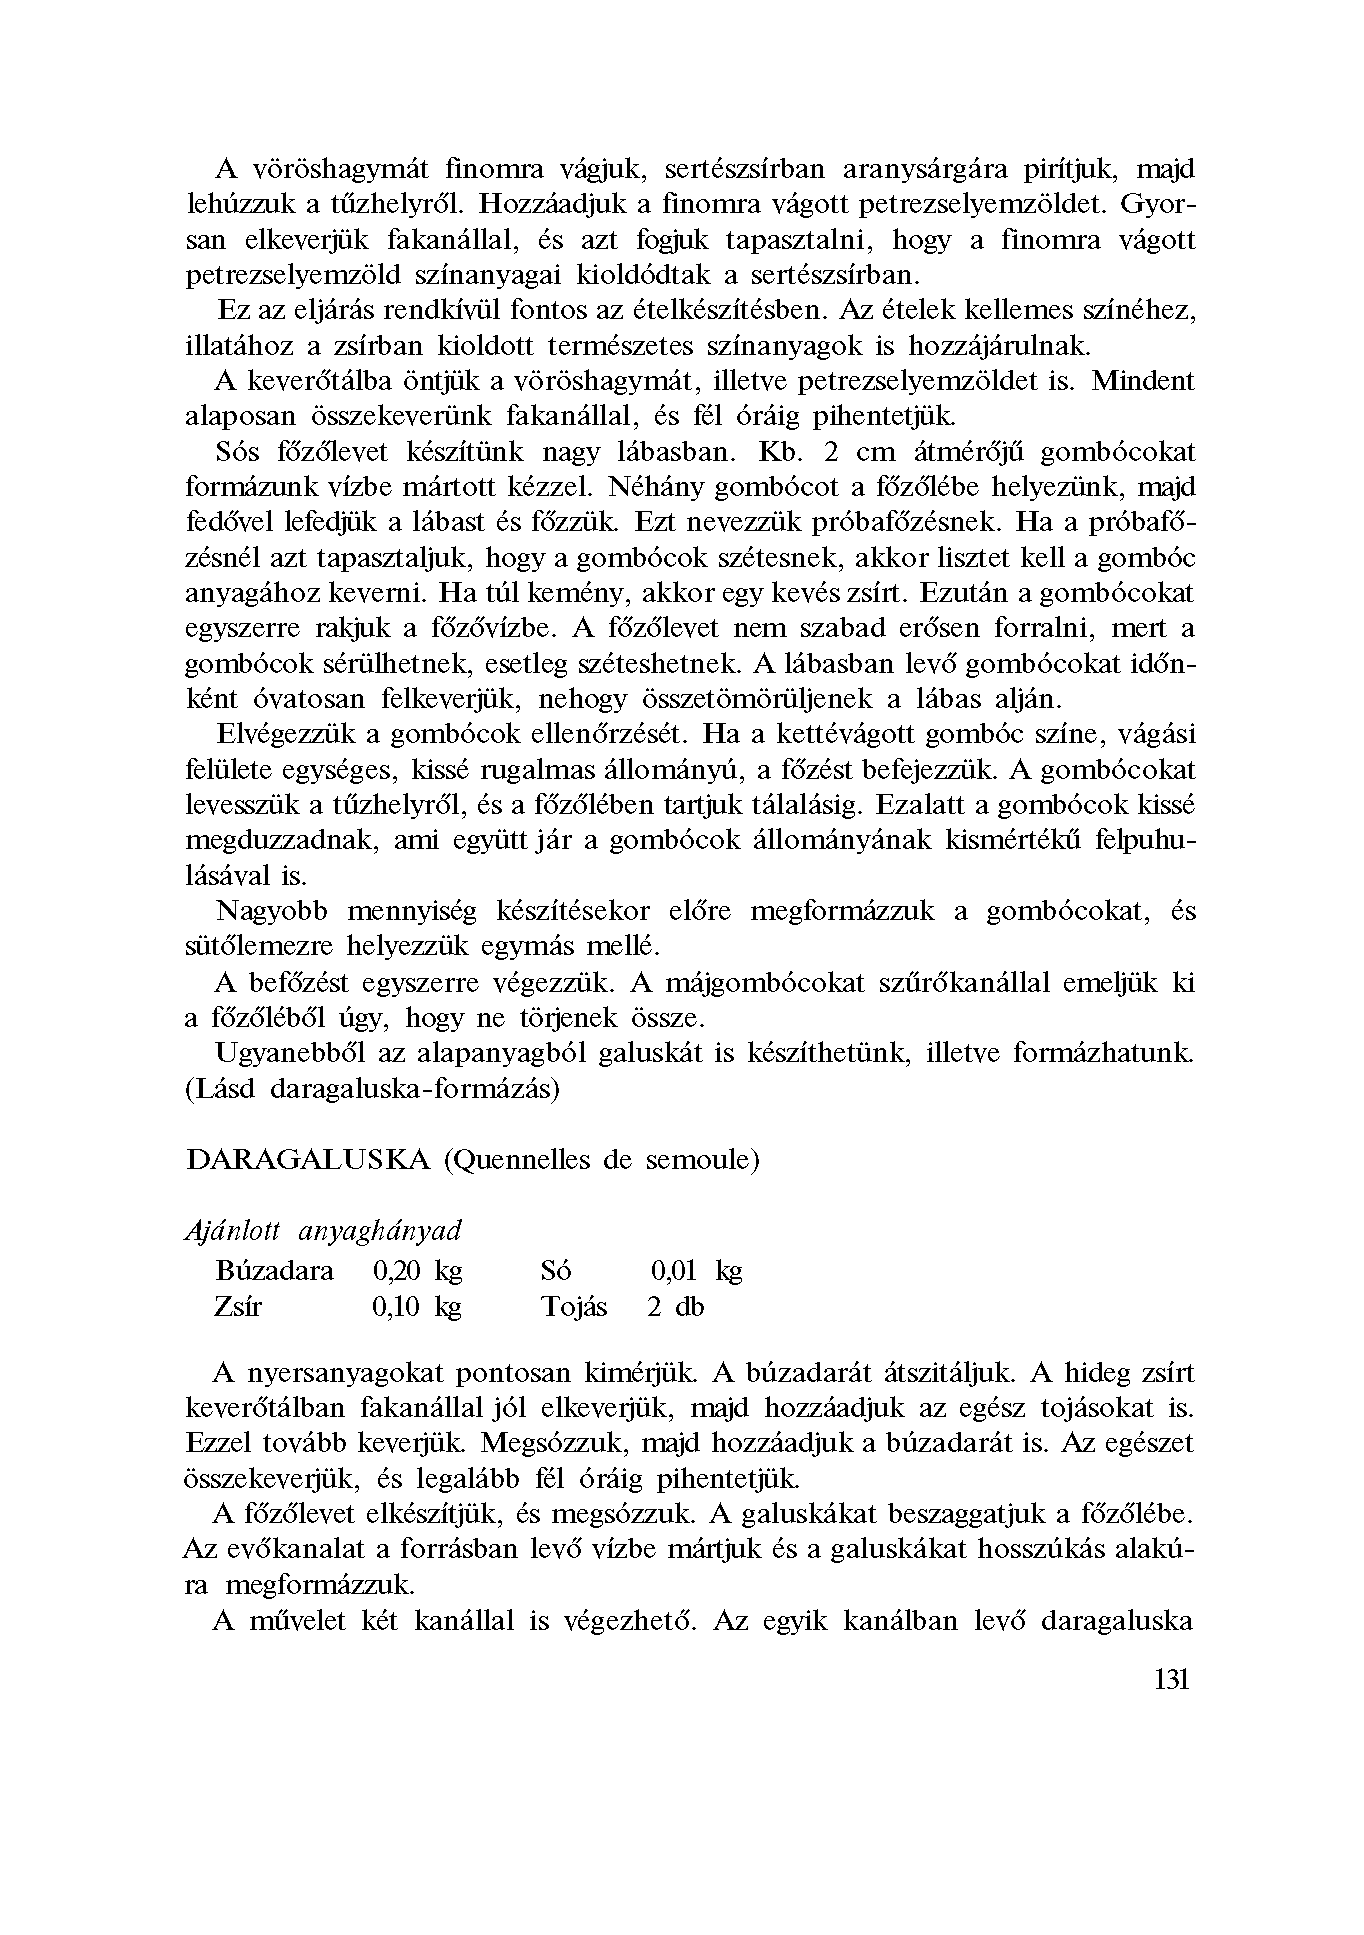 A vöröshagymát finomra vágjuk, sertészsírban aranysárgára pirítjuk, majd
lehúzzuk a tűzhelyről. Hozzáadjuk a finomra vágott petrezselyemzöldet. Gyor-
san elkeverjük fakanállal, és azt fogjuk tapasztalni, hogy a finomra vágott
petrezselyemzöld színanyagai kioldódtak a sertészsírban.
Ez az eljárás rendkívül fontos az ételkészítésben. Az ételek kellemes színéhez,
illatához a zsírban kioldott természetes színanyagok is hozzájárulnak.
A keverőtálba öntjük a vöröshagymát, illetve petrezselyemzöldet is. Mindent
alaposan összekeverünk fakanállal, és fél óráig pihentetjük.
Sós főzőlevet készítünk nagy lábasban. Kb. 2 cm átmérőjű gombócokat
formázunk vízbe mártott kézzel. Néhány gombócot a főzőlébe helyezünk, majd
fedővel lefedjük a lábast és főzzük. Ezt nevezzük próbafőzésnek. Ha a próbafő-
zésnél azt tapasztaljuk, hogy a gombócok szétesnek, akkor lisztet kell a gombóc
anyagához keverni. Ha túl kemény, akkor egy kevés zsírt. Ezután a gombócokat
egyszerre rakjuk a főzővízbe. A főzőlevet nem szabad erősen forralni, mert a
gombócok sérülhetnek, esetleg széteshetnek. A lábasban levő gombócokat időn-
ként óvatosan felkeverjük, nehogy összetömörüljenek a lábas alján.
Elvégezzük a gombócok ellenőrzését. Ha a kettévágott gombóc színe, vágási
felülete egységes, kissé rugalmas állományú, a főzést befejezzük. A gombócokat
levesszük a tűzhelyről, és a főzőlében tartjuk tálalásig. Ezalatt a gombócok kissé
megduzzadnak, ami együtt jár a gombócok állományának kismértékű felpuhu-
lásával is.
Nagyobb mennyiség készítésekor előre megformázzuk a gombócokat, és
sütőlemezre helyezzük egymás mellé.
A befőzést egyszerre végezzük. A májgombócokat szűrőkanállal emeljük ki
a főzőléből úgy, hogy ne törjenek össze.
Ugyanebből az alapanyagból galuskát is készíthetünk, illetve formázhatunk.
(Lásd daragaluska-formázás)
DARAGALUSKA (Quennelles de semoule)
Ajánlott anyaghányad
Búzadara 0,20 kg Só 0,01 kg
Zsír 0,10 kg Tojás 2 db
A nyersanyagokat pontosan kimérjük. A búzadarát átszitáljuk. A hideg zsírt
keverőtálban fakanállal jól elkeverjük, majd hozzáadjuk az egész tojásokat is.
Ezzel tovább keverjük. Megsózzuk, majd hozzáadjuk a búzadarát is. Az egészet
összekeverjük, és legalább fél óráig pihentetjük.
A főzőlevet elkészítjük, és megsózzuk. A galuskákat beszaggatjuk a főzőlébe.
Az evőkanalat a forrásban levő vízbe mártjuk és a galuskákat hosszúkás alakú-
ra megformázzuk.
A művelet két kanállal is végezhető. Az egyik kanálban levő daragaluska
131